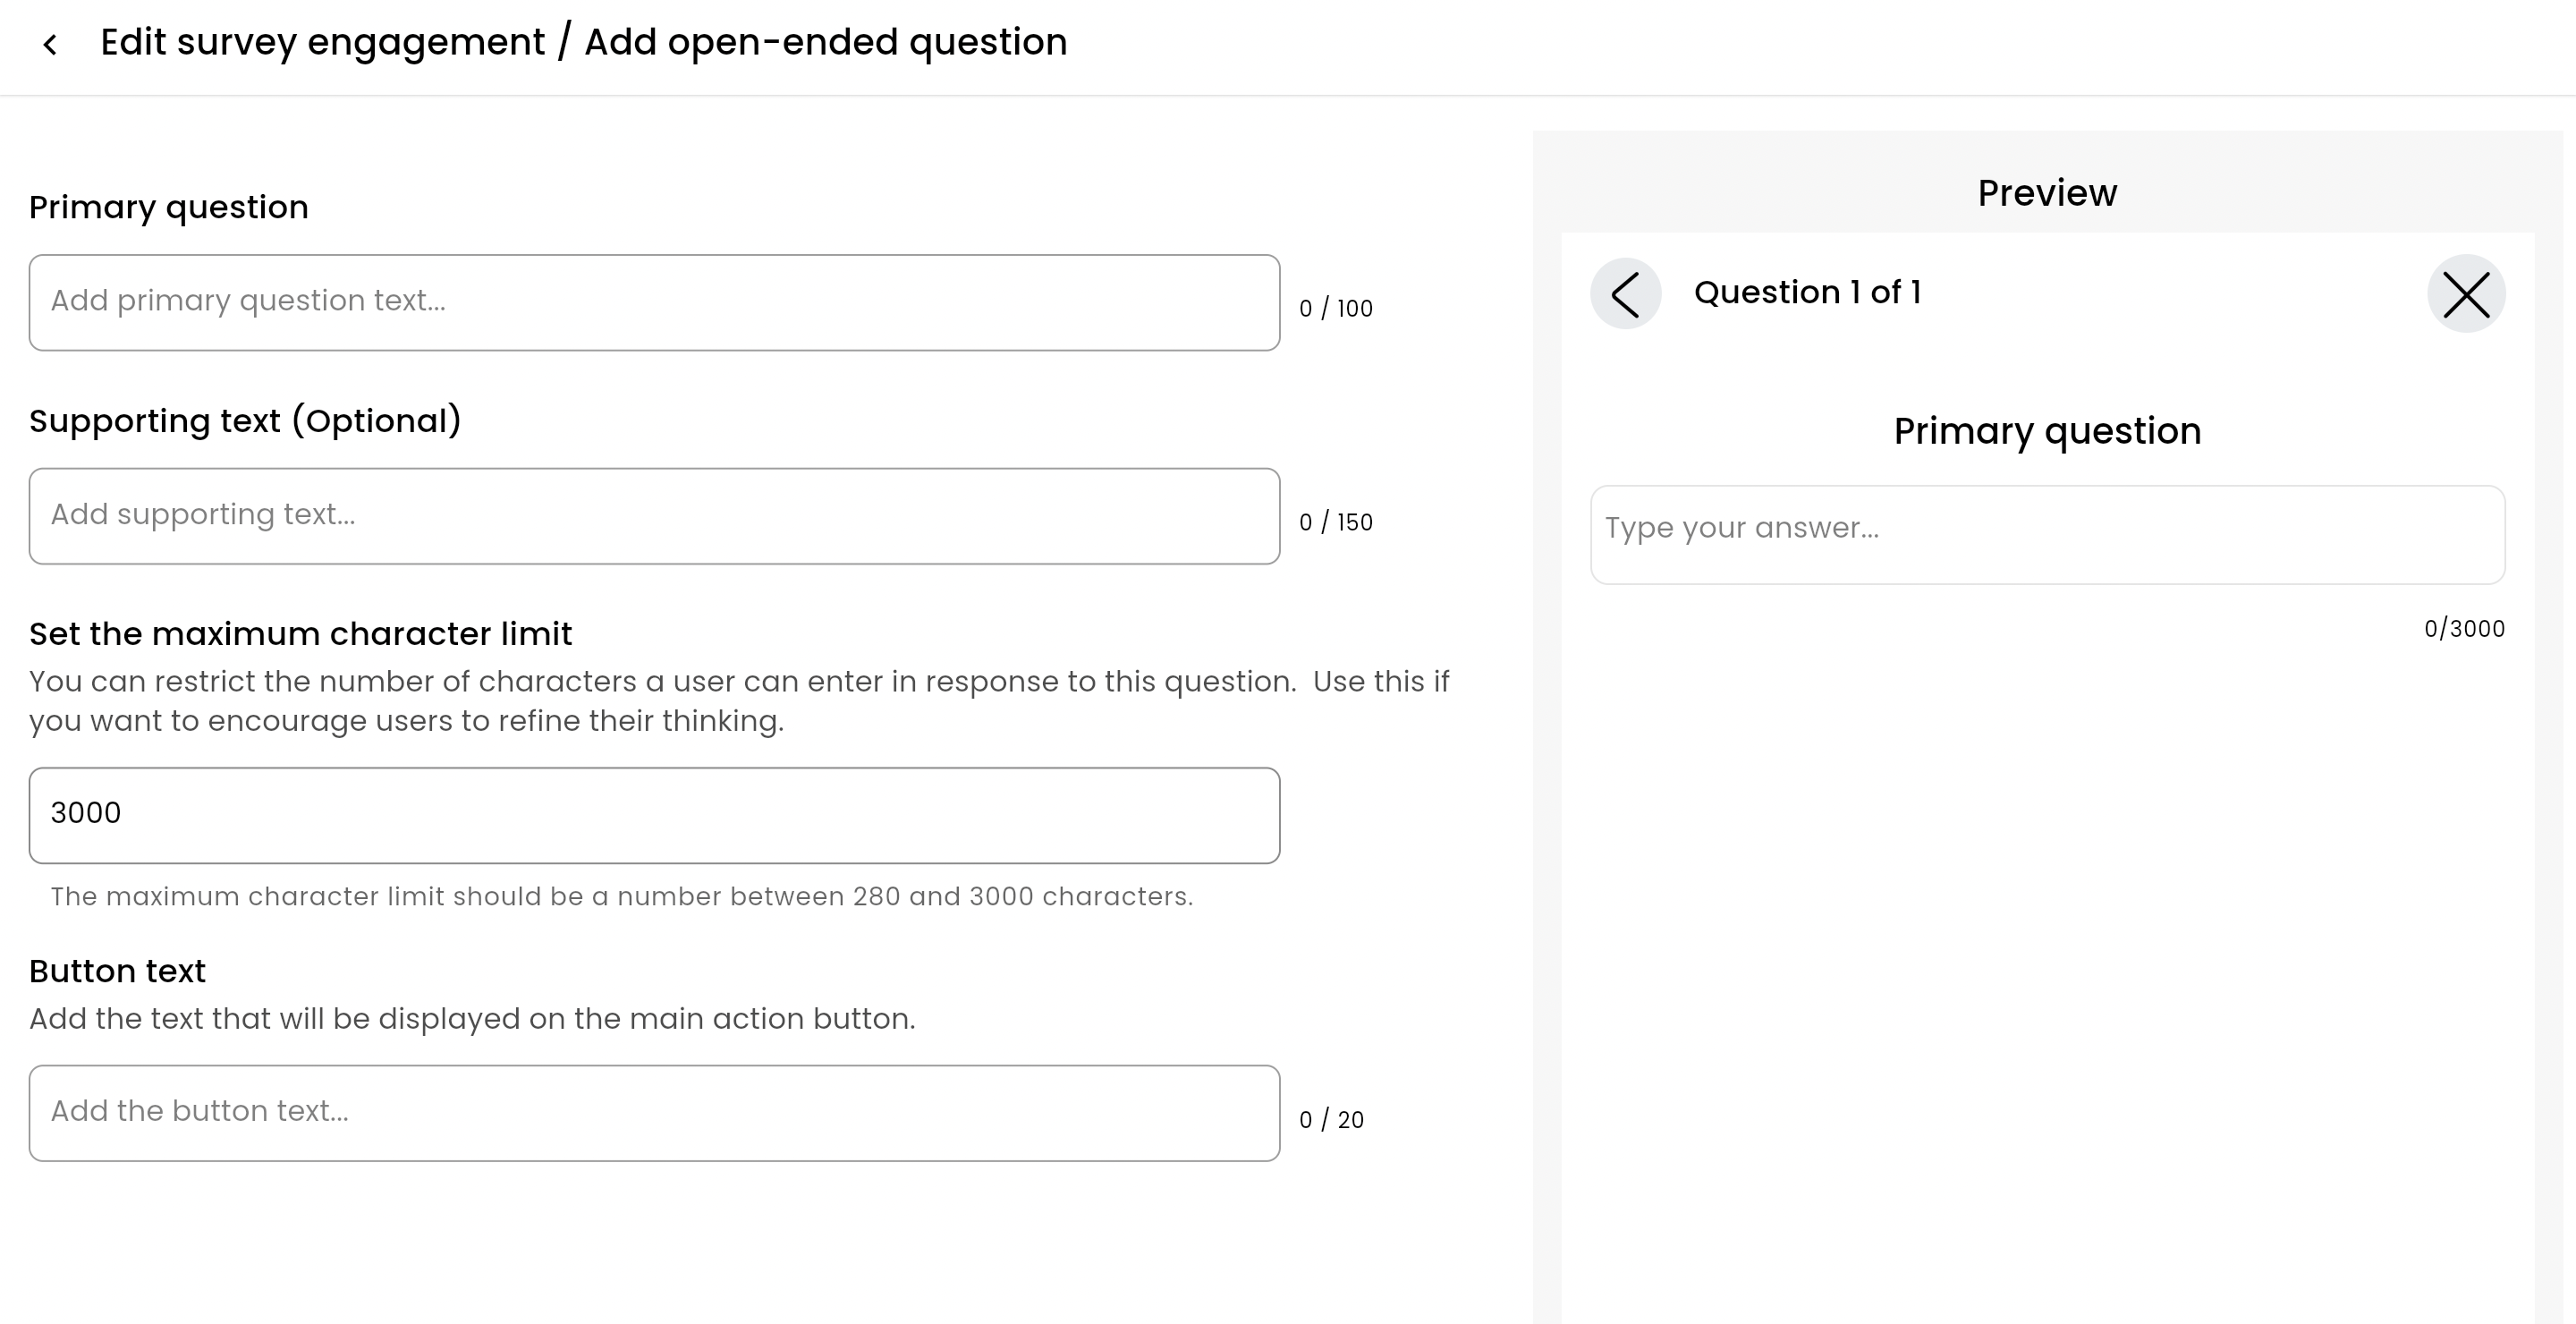 Edit survey engagement / Add open-ended question
Primary question
Add primary question text...
0 / 100
Supporting text (Optional)
Add supporting text...
0 / 150
Set the maximum character limit
You can restrict the number of characters a user can enter in response to this question.  Use this if
you want to encourage users to refine their thinking.
3000
The maximum character limit should be a number between 280 and 3000 characters.
Button text
Add the text that will be displayed on the main action button.
Add the button text...
0 / 20
Preview
Question 1 of 1
Primary question
Type your answer...
0/3000